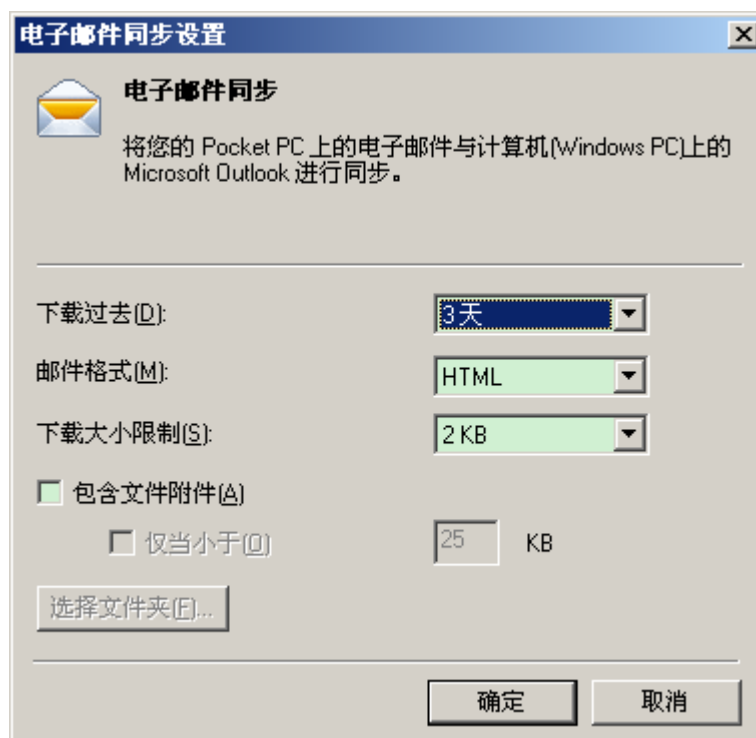 电子邮件同步设置
电子邮件同步
将您的 Pocket PC 上的电子邮件与计算机(Windows PC)上的
Microsoft Outlook 进行同步。
下载过去(D): 3天
邮件格式(M): HTML
下载大小限制(S): 2 KB
包含文件附件(A)
仅当小于(O) 25 KB
选择文件夹(F)...
确定 取消